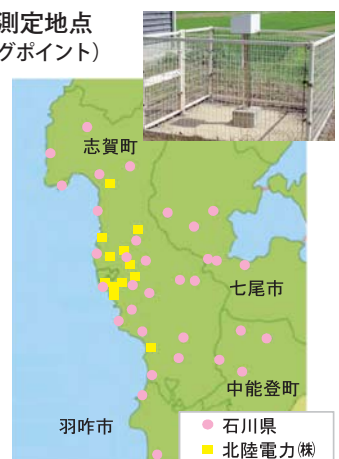 測定地点
グポイント）
志賀町
七尾市
中能登町
羽咋市
石川県
北陸電力㈱